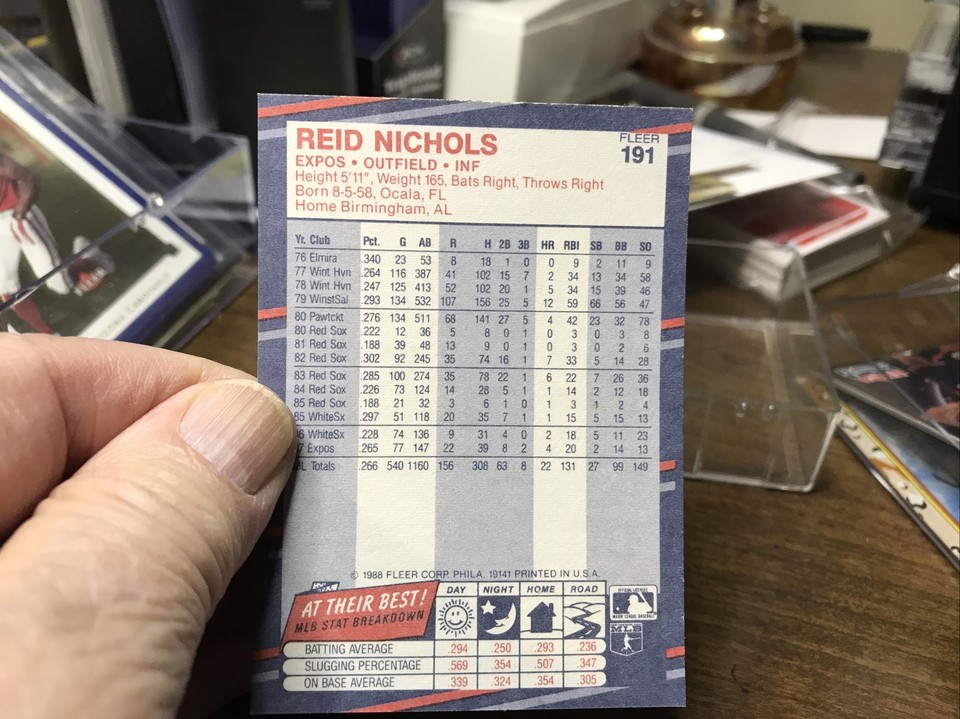 REID NICHOLS
FLEER
191
EXPOS • OUTFIELD • INF
Height 5'11", Weight 165, Bats Right, Throws Right
Born 8-5-58, Ocala, FL
Home Birmingham, AL
Yr. Club Pct. G AB R H 2B 3B HR RBI SB BB SO
76 Elmira .340 23 53 8 18 1 0 0 9 2 11 9
77 Wint Hvn .264 116 387 41 102 15 7 2 34 13 34 58
78 Wint Hvn .247 125 413 52 102 20 1 5 34 15 39 46
79 WinstSal .293 134 532 107 156 25 5 12 59 66 56 47
80 Pawtckt .276 134 511 68 141 27 5 4 42 23 32 78
80 Red Sox .222 12 36 5 8 0 1 0 3 0 3 8
81 Red Sox .188 39 48 13 9 0 1 0 3 0 2 6
82 Red Sox .302 92 245 35 74 16 1 7 33 5 14 28
83 Red Sox .285 100 274 35 78 22 1 6 22 7 26 36
84 Red Sox .226 73 124 14 28 5 1 1 14 2 12 18
85 Red Sox .188 21 32 3 6 1 0 1 3 1 2 4
85 WhiteSx .297 51 118 20 35 7 1 1 15 5 15 13
6 WhiteSx .228 74 136 9 31 4 0 2 18 5 11 23
7 Expos .265 77 147 22 39 8 2 4 20 2 14 13
L Totals .266 540 1160 156 308 63 8 22 131 27 99 149
© 1988 FLEER CORP. PHILA. 19141 PRINTED IN U.S.A.
AT THEIR BEST!
MLB STAT BREAKDOWN
DAY NIGHT HOME ROAD
BATTING AVERAGE .294 .250 .293 .236
SLUGGING PERCENTAGE .569 .354 .507 .347
ON BASE AVERAGE .339 .324 .354 .305
OFFICIAL LICENSEE
MAJOR LEAGUE BASEBALL
MLB